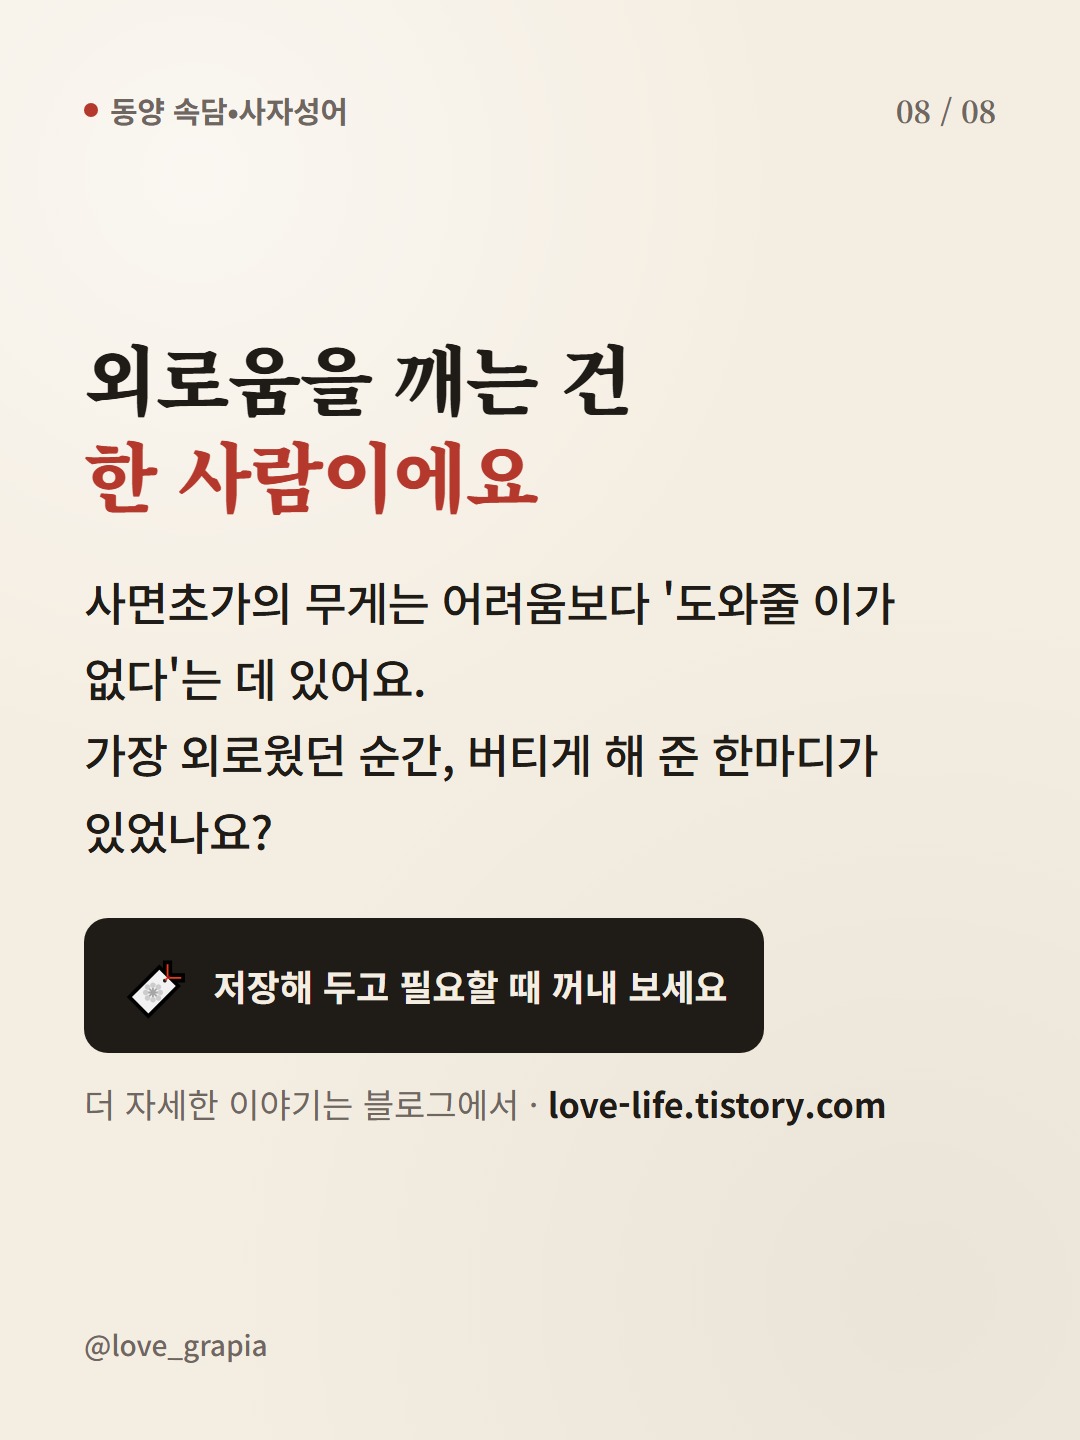 동양 속담•사자성어
08 / 08
외로움을 깨는 건
한 사람이에요
사면초가의 무게는 어려움보다 '도와줄 이가
없다'는 데 있어요.
가장 외로웠던 순간, 버티게 해 준 한마디가
있었나요?
저장해 두고 필요할 때 꺼내 보세요
더 자세한 이야기는 블로그에서 · love-life.tistory.com
@love_grapia